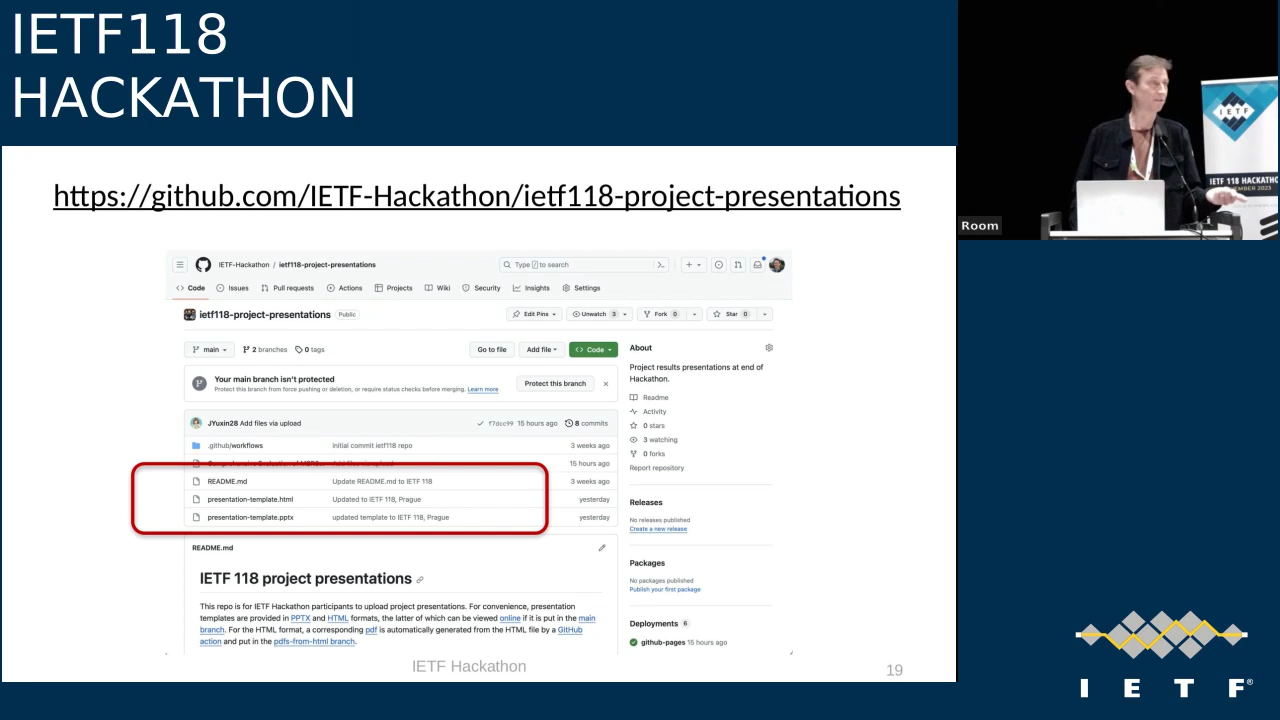 IETF118
HACKATHON
https://github.com/IETF-Hackathon/ietf118-project-presentations
IETF-Hackathon / ietf118-project-presentations
Type / to search
Code Issues Pull requests Actions Projects Wiki Security Insights Settings
ietf118-project-presentations Public
Edit Pins Unwatch 3 Fork 0 Star 0
main 2 branches 0 tags Go to file Add file <> Code
Your main branch isn't protected
Protect this branch from force pushing or deletion, or require status checks before merging. Learn more
Protect this branch
JYuxin28 Add files via upload f7dcc99 15 hours ago 8 commits
.github/workflows initial commit ietf118 repo 3 weeks ago
Add files via upload 15 hours ago
README.md Update README.md to IETF 118 3 weeks ago
presentation-template.html Updated to IETF 118, Prague yesterday
presentation-template.pptx updated template to IETF 118, Prague yesterday
README.md
IETF 118 project presentations
This repo is for IETF Hackathon participants to upload project presentations. For convenience, presentation
templates are provided in PPTX and HTML formats, the latter of which can be viewed online if it is put in the main
branch. For the HTML format, a corresponding pdf is automatically generated from the HTML file by a GitHub
action and put in the pdfs-from-html branch.
About
Project results presentations at end of
Hackathon.
Readme
Activity
0 stars
3 watching
0 forks
Report repository
Releases
No releases published
Create a new release
Packages
No packages published
Publish your first package
Deployments 6
github-pages 15 hours ago
IETF Hackathon
19
Room
IETF
IETF 118 HACKATHO
EMBER 2023
IETF®